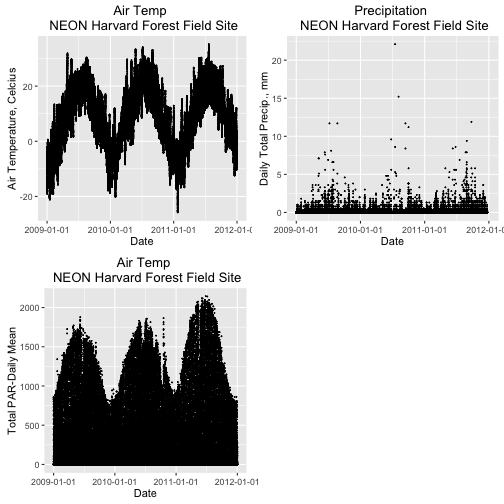 Air Temp
NEON Harvard Forest Field Site
Air Temperature, Celcius
20
0
-20
2009-01-01 2010-01-01 2011-01-01 2012-01-0
Date
Precipitation
NEON Harvard Forest Field Site
Daily Total Precip., mm
20
15
10
5
0
2009-01-01 2010-01-01 2011-01-01 2012-01-0
Date
Air Temp
NEON Harvard Forest Field Site
Total PAR-Daily Mean
2000
1500
1000
500
0
2009-01-01 2010-01-01 2011-01-01 2012-01-01
Date